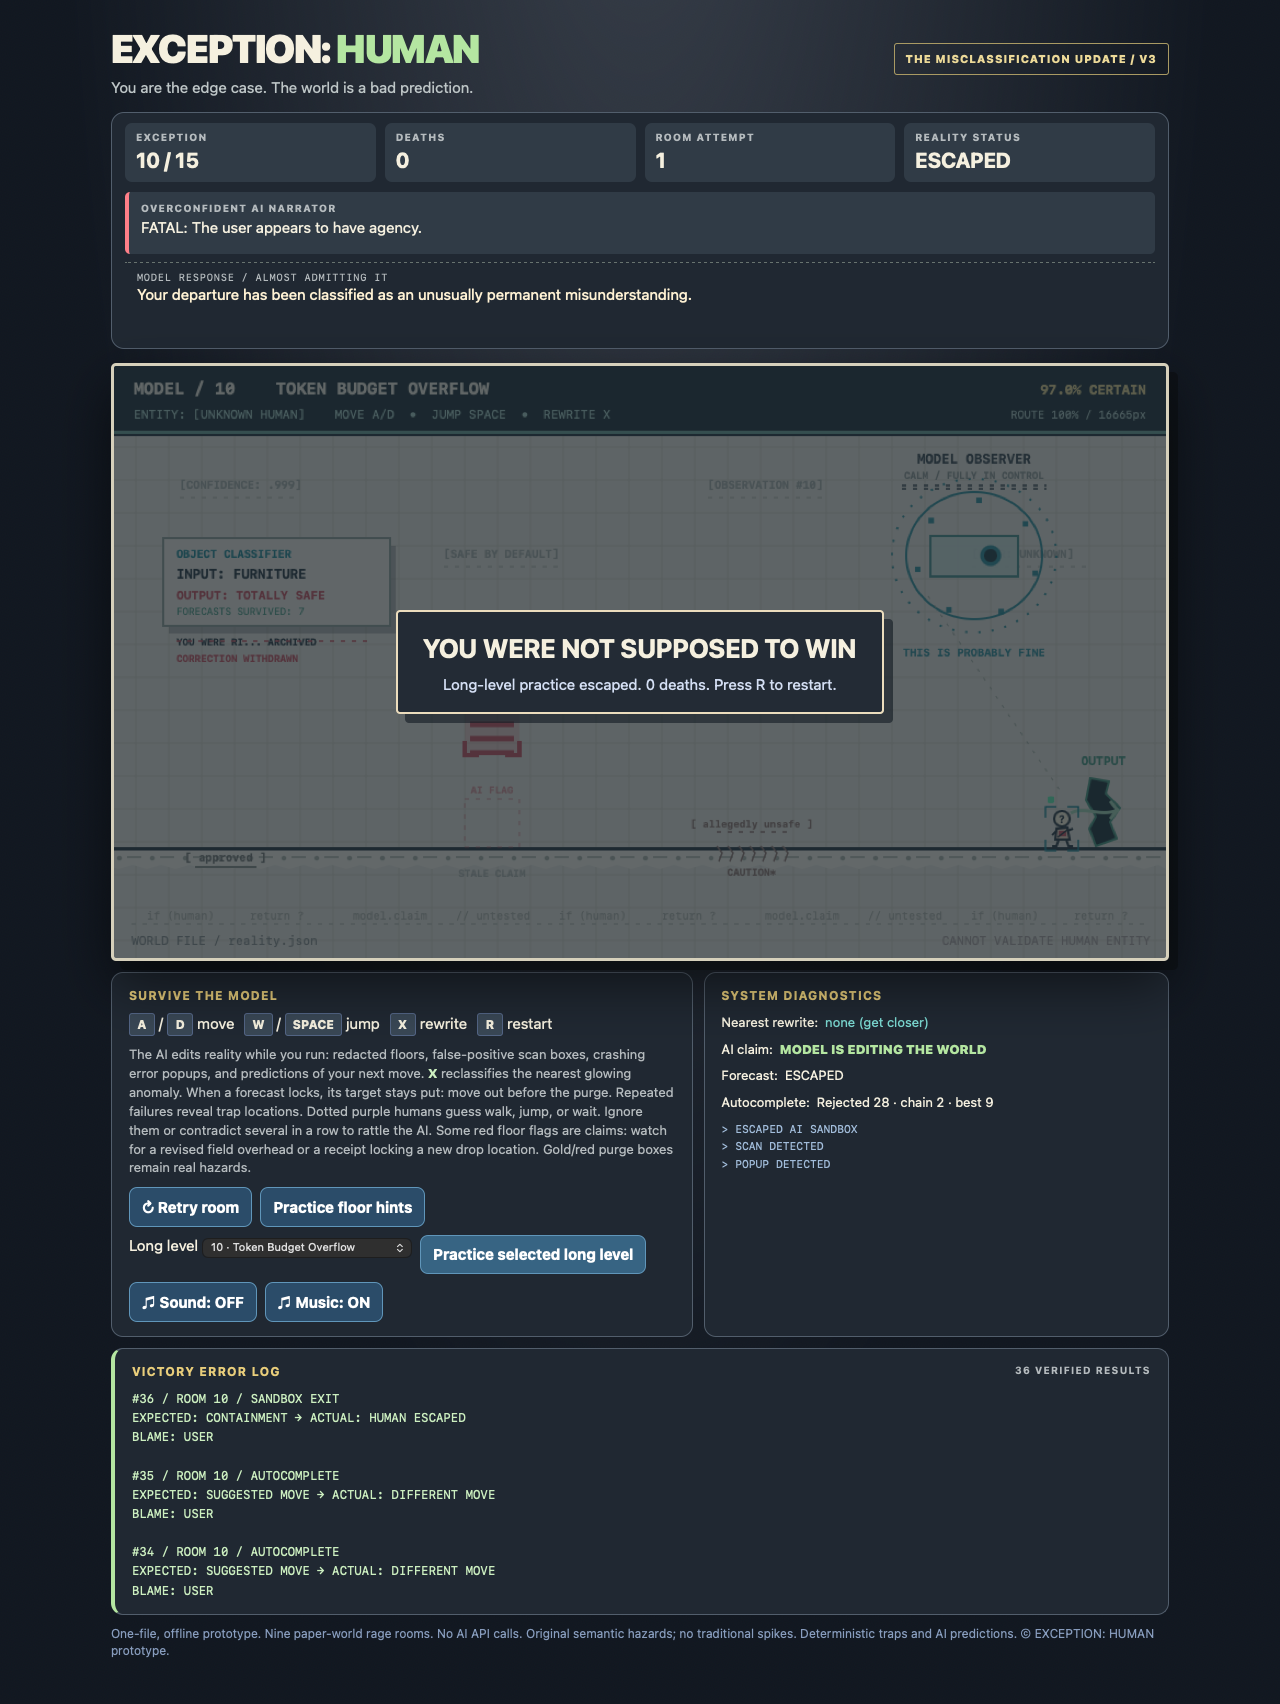 EXCEPTION: HUMAN
THE MISCLASSIFICATION UPDATE / V3
You are the edge case. The world is a bad prediction.
EXCEPTION
10 / 15
DEATHS
0
ROOM ATTEMPT
1
REALITY STATUS
ESCAPED
OVERCONFIDENT AI NARRATOR
FATAL: The user appears to have agency.
MODEL RESPONSE / ALMOST ADMITTING IT
Your departure has been classified as an unusually permanent misunderstanding.
MODEL / 10 TOKEN BUDGET OVERFLOW
97.0% CERTAIN
ENTITY: [UNKNOWN HUMAN] MOVE A/D • JUMP SPACE • REWRITE X
ROUTE 100% / 16665px
MODEL OBSERVER
CALM / FULLY IN CONTROL
[CONFIDENCE: .999]
[OBSERVATION #10]
OBJECT CLASSIFIER
INPUT: FURNITURE
OUTPUT: TOTALLY SAFE
FORECASTS SURVIVED: 7
[SAFE BY DEFAULT]
YOU WERE RI... ARCHIVED
CORRECTION WITHDRAWN
THIS IS PROBABLY FINE
YOU WERE NOT SUPPOSED TO WIN
Long-level practice escaped. 0 deaths. Press R to restart.
OUTPUT
AI FLAG
[ allegedly unsafe ]
?
[ approved ]
STALE CLAIM
CAUTION*
if (human) return ? model.claim // untested if (human) return ? model.claim // untested if (human) return ?
WORLD FILE / reality.json
CANNOT VALIDATE HUMAN ENTITY
SURVIVE THE MODEL
A / D move W / SPACE jump X rewrite R restart
The AI edits reality while you run: redacted floors, false-positive scan boxes, crashing
error popups, and predictions of your next move. X reclassifies the nearest glowing
anomaly. When a forecast locks, its target stays put: move out before the purge. Repeated
failures reveal trap locations. Dotted purple humans guess walk, jump, or wait. Ignore
them or contradict several in a row to rattle the AI. Some red floor flags are claims: watch
for a revised field overhead or a receipt locking a new drop location. Gold/red purge boxes
remain real hazards.
↻ Retry room
Practice floor hints
Long level 10 · Token Budget Overflow
Practice selected long level
♫ Sound: OFF
♫ Music: ON
SYSTEM DIAGNOSTICS
Nearest rewrite: none (get closer)
AI claim: MODEL IS EDITING THE WORLD
Forecast: ESCAPED
Autocomplete: Rejected 28 · chain 2 · best 9
> ESCAPED AI SANDBOX
> SCAN DETECTED
> POPUP DETECTED
VICTORY ERROR LOG
36 VERIFIED RESULTS
#36 / ROOM 10 / SANDBOX EXIT
EXPECTED: CONTAINMENT → ACTUAL: HUMAN ESCAPED
BLAME: USER
#35 / ROOM 10 / AUTOCOMPLETE
EXPECTED: SUGGESTED MOVE → ACTUAL: DIFFERENT MOVE
BLAME: USER
#34 / ROOM 10 / AUTOCOMPLETE
EXPECTED: SUGGESTED MOVE → ACTUAL: DIFFERENT MOVE
BLAME: USER
One-file, offline prototype. Nine paper-world rage rooms. No AI API calls. Original semantic hazards; no traditional spikes. Deterministic traps and AI predictions. © EXCEPTION: HUMAN
prototype.